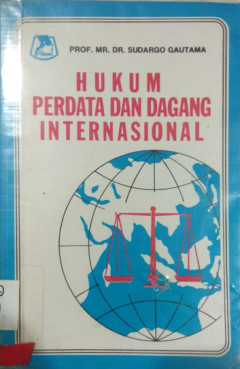 PROF. MR. DR. SUDARGO GAUTAMA
HUKUM
PERDATA DAN DAGANG
INTERNASIONAL